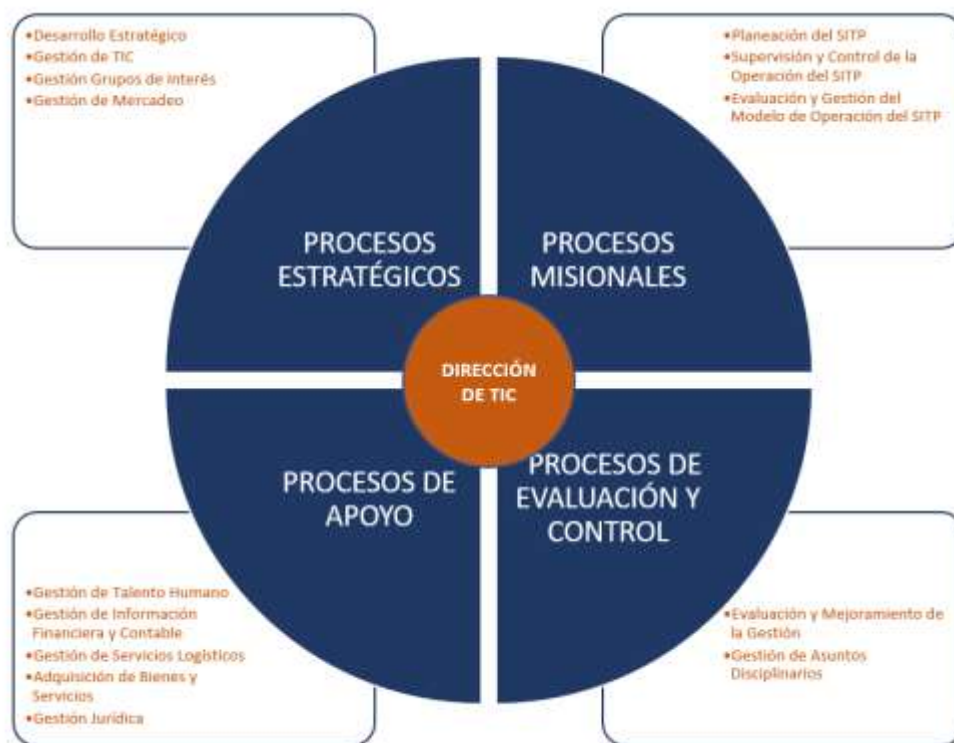 •Desarrollo Estratégico
•Gestión de TIC
•Gestión Grupos de Interés
•Gestión de Mercadeo
•Planeación del SITP
•Supervisión y Control de la
Operación del SITP
•Evaluación y Gestión del
Modelo de Operación del SITP
PROCESOS
ESTRATÉGICOS
PROCESOS
MISIONALES
DIRECCIÓN
DE TIC
PROCESOS DE
APOYO
PROCESOS DE
EVALUACIÓN Y
CONTROL
•Gestión de Talento Humano
•Gestión de Información
Financiera y Contable
•Gestión de Servicios Logísticos
•Adquisición de Bienes y
Servicios
•Gestión Jurídica
•Evaluación y Mejoramiento de
la Gestión
•Gestión de Asuntos
Disciplinarios